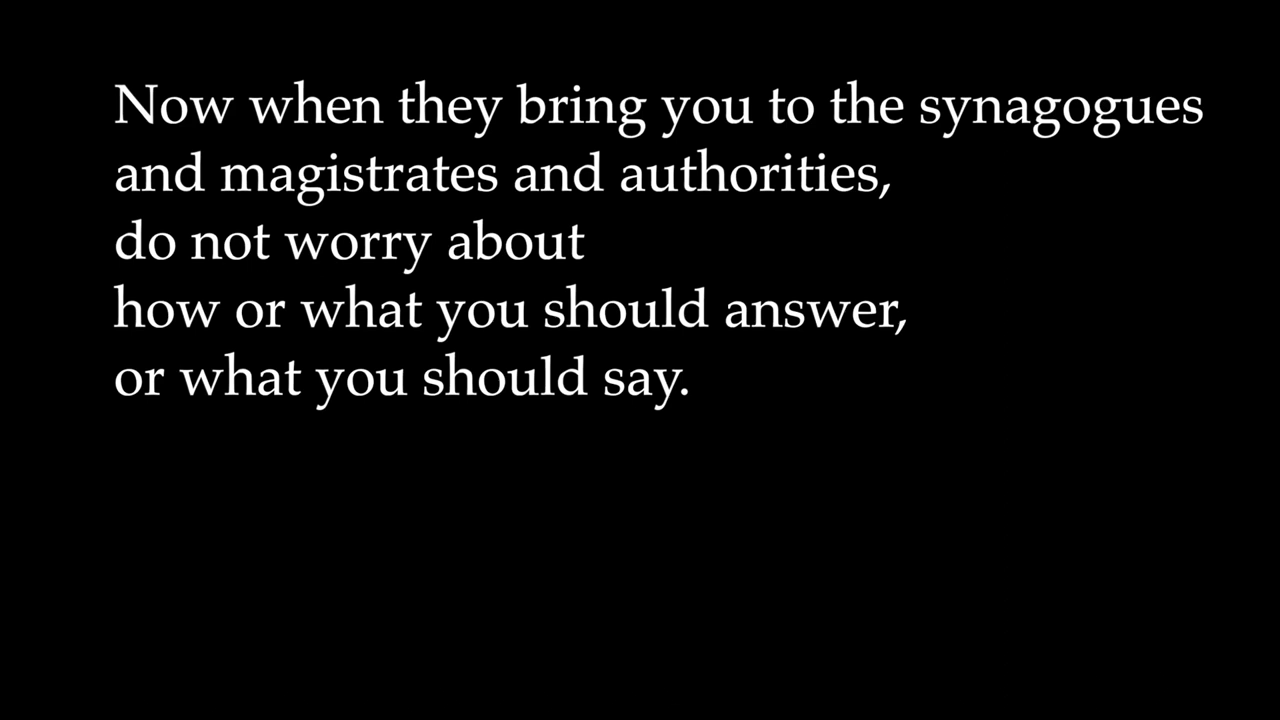 Now when they bring you to the synagogues
and magistrates and authorities,
do not worry about
how or what you should answer,
or what you should say.